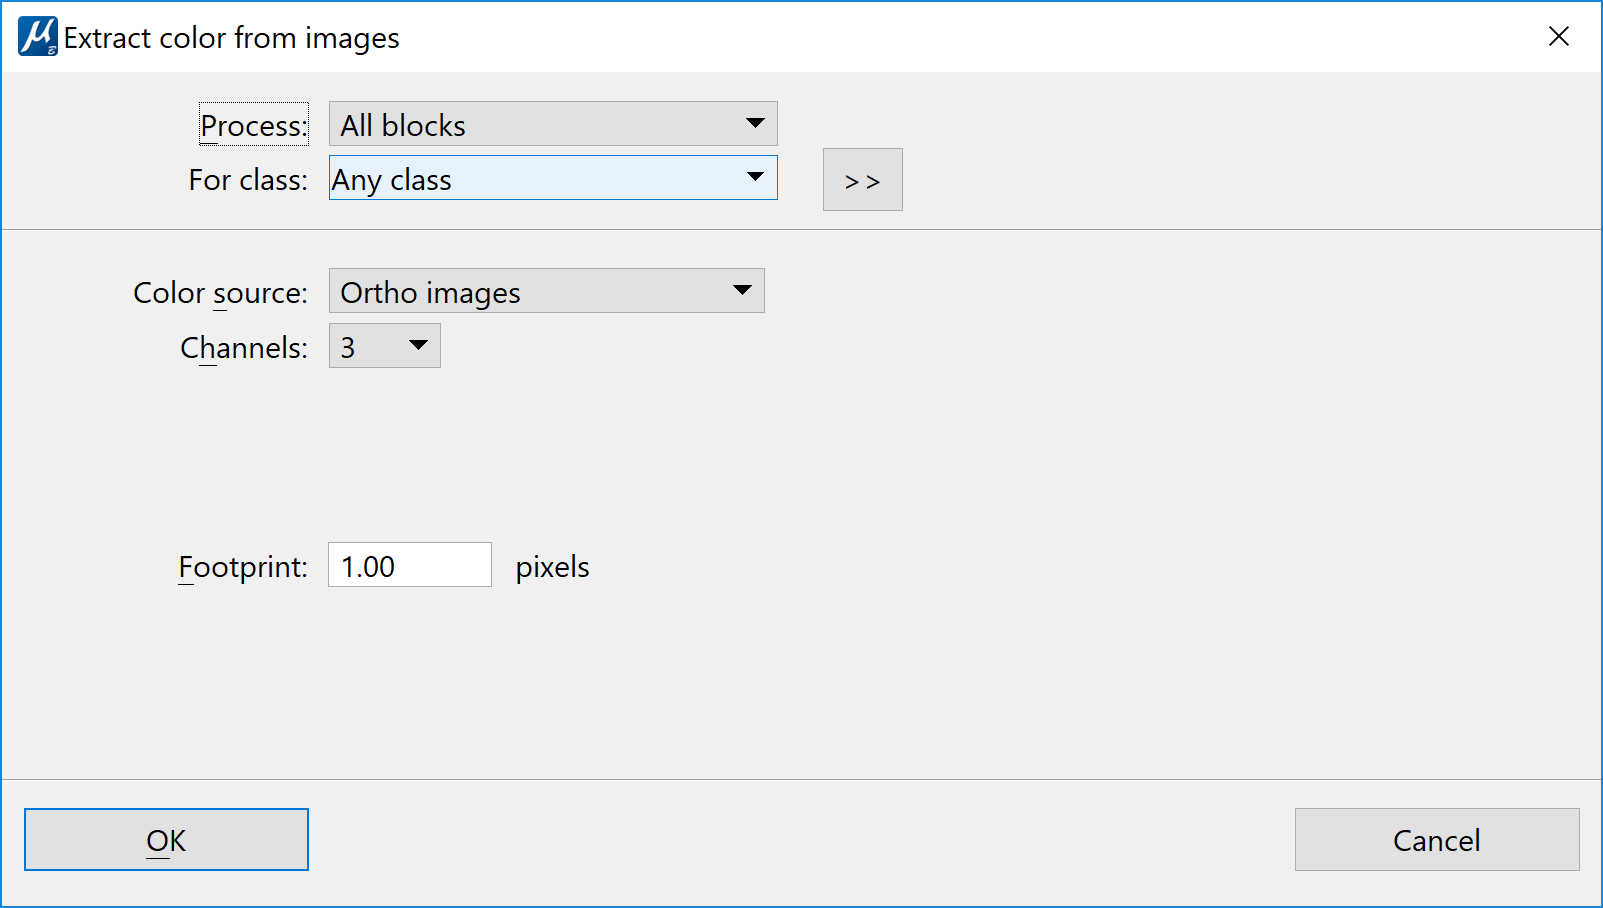 Extract color from images
Process: All blocks
For class: Any class >>
Color source: Ortho images
Channels: 3
Footprint: 1.00 pixels
OK Cancel